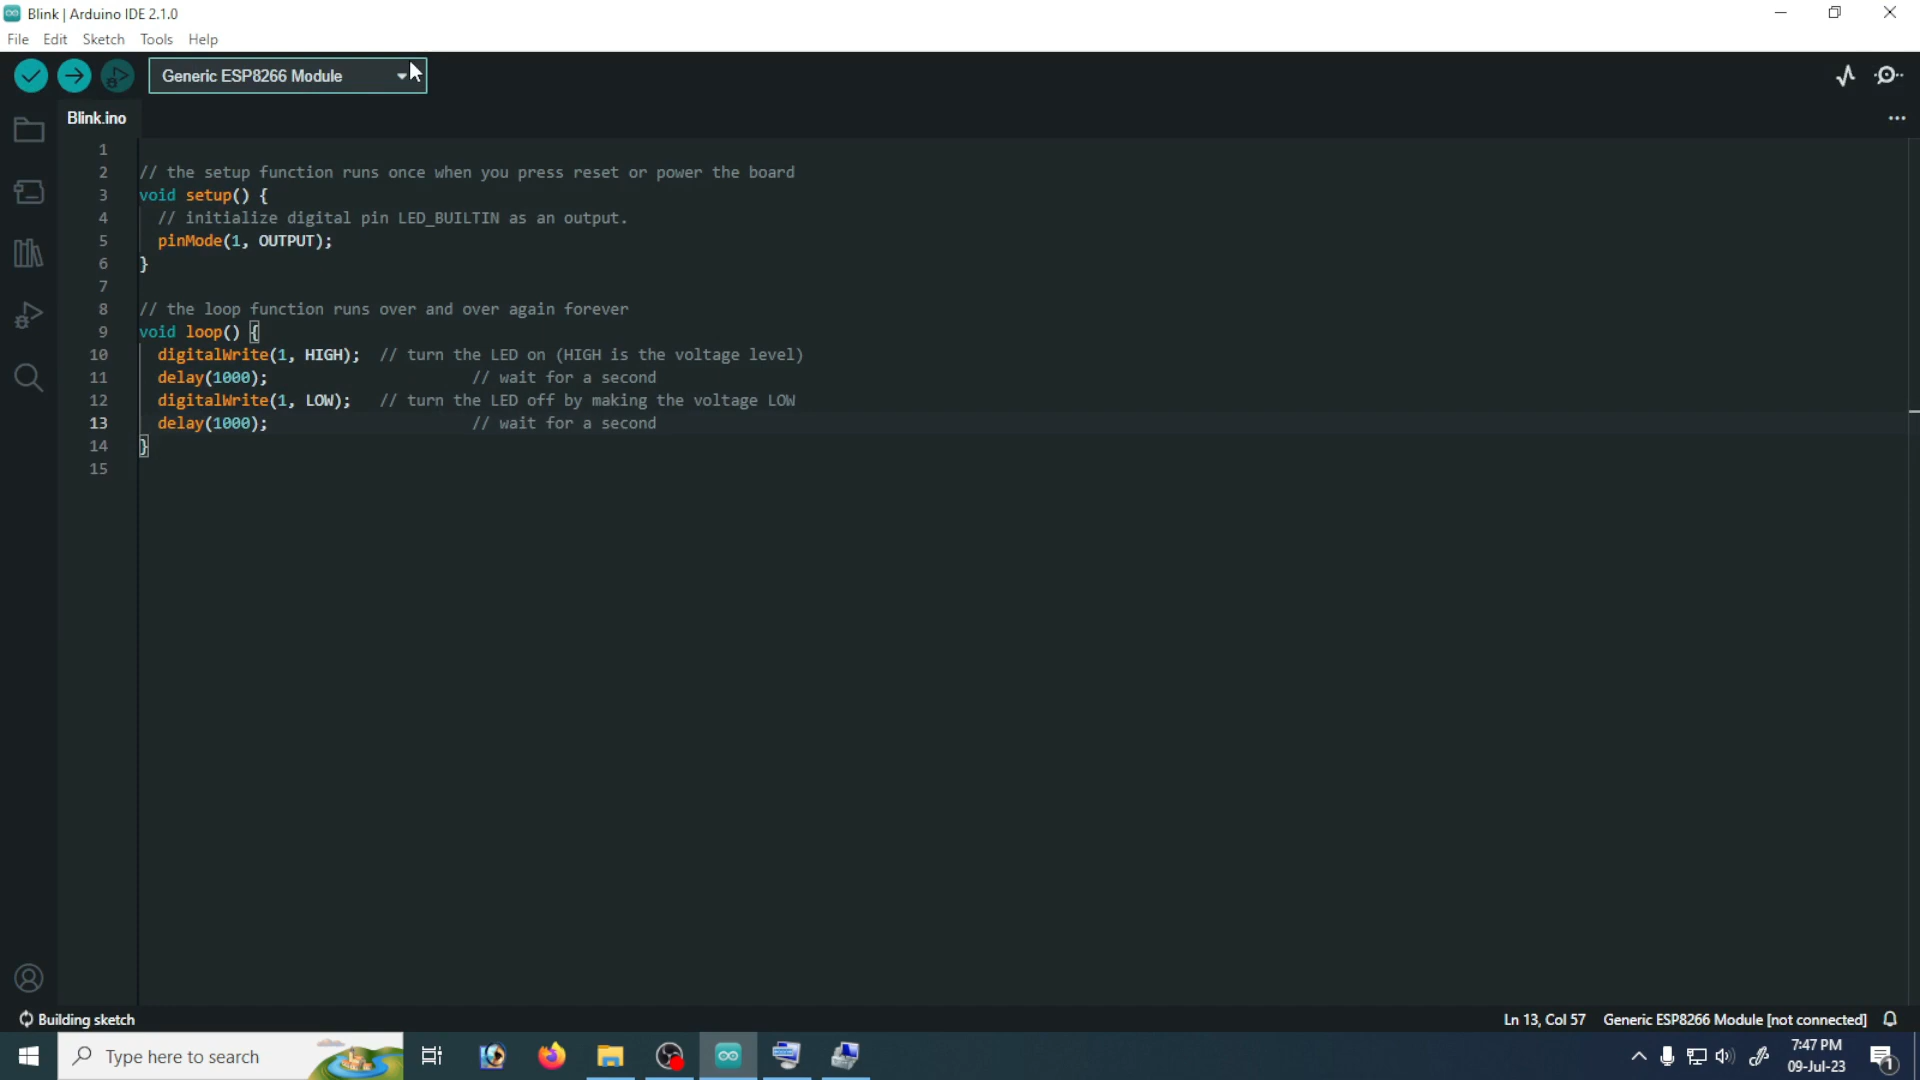 Blink | Arduino IDE 2.1.0
File Edit Sketch Tools Help
Generic ESP8266 Module
Blink.ino
1
2 // the setup function runs once when you press reset or power the board
3 void setup() {
4 // initialize digital pin LED_BUILTIN as an output.
5 pinMode(1, OUTPUT);
6 }
7
8 // the loop function runs over and over again forever
9 void loop() {
10 digitalWrite(1, HIGH); // turn the LED on (HIGH is the voltage level)
11 delay(1000); // wait for a second
12 digitalWrite(1, LOW); // turn the LED off by making the voltage LOW
13 delay(1000); // wait for a second
14 }
15
Building sketch Ln 13, Col 57 Generic ESP8266 Module [not connected]
Type here to search
7:47 PM
09-Jul-23
1